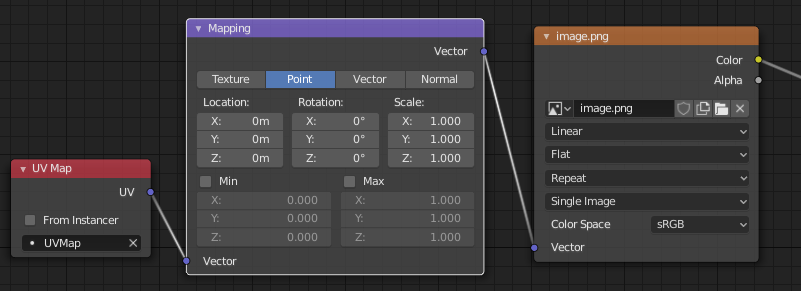 UV Map
UV
From Instancer
UVMap
Mapping
Vector
Texture Point Vector Normal
Location: Rotation: Scale:
X: 0m X: 0° X: 1.000
Y: 0m Y: 0° Y: 1.000
Z: 0m Z: 0° Z: 1.000
Min Max
X: 0.000 X: 1.000
Y: 0.000 Y: 1.000
Z: 0.000 Z: 1.000
Vector
image.png
Color
Alpha
image.png
Linear
Flat
Repeat
Single Image
Color Space sRGB
Vector